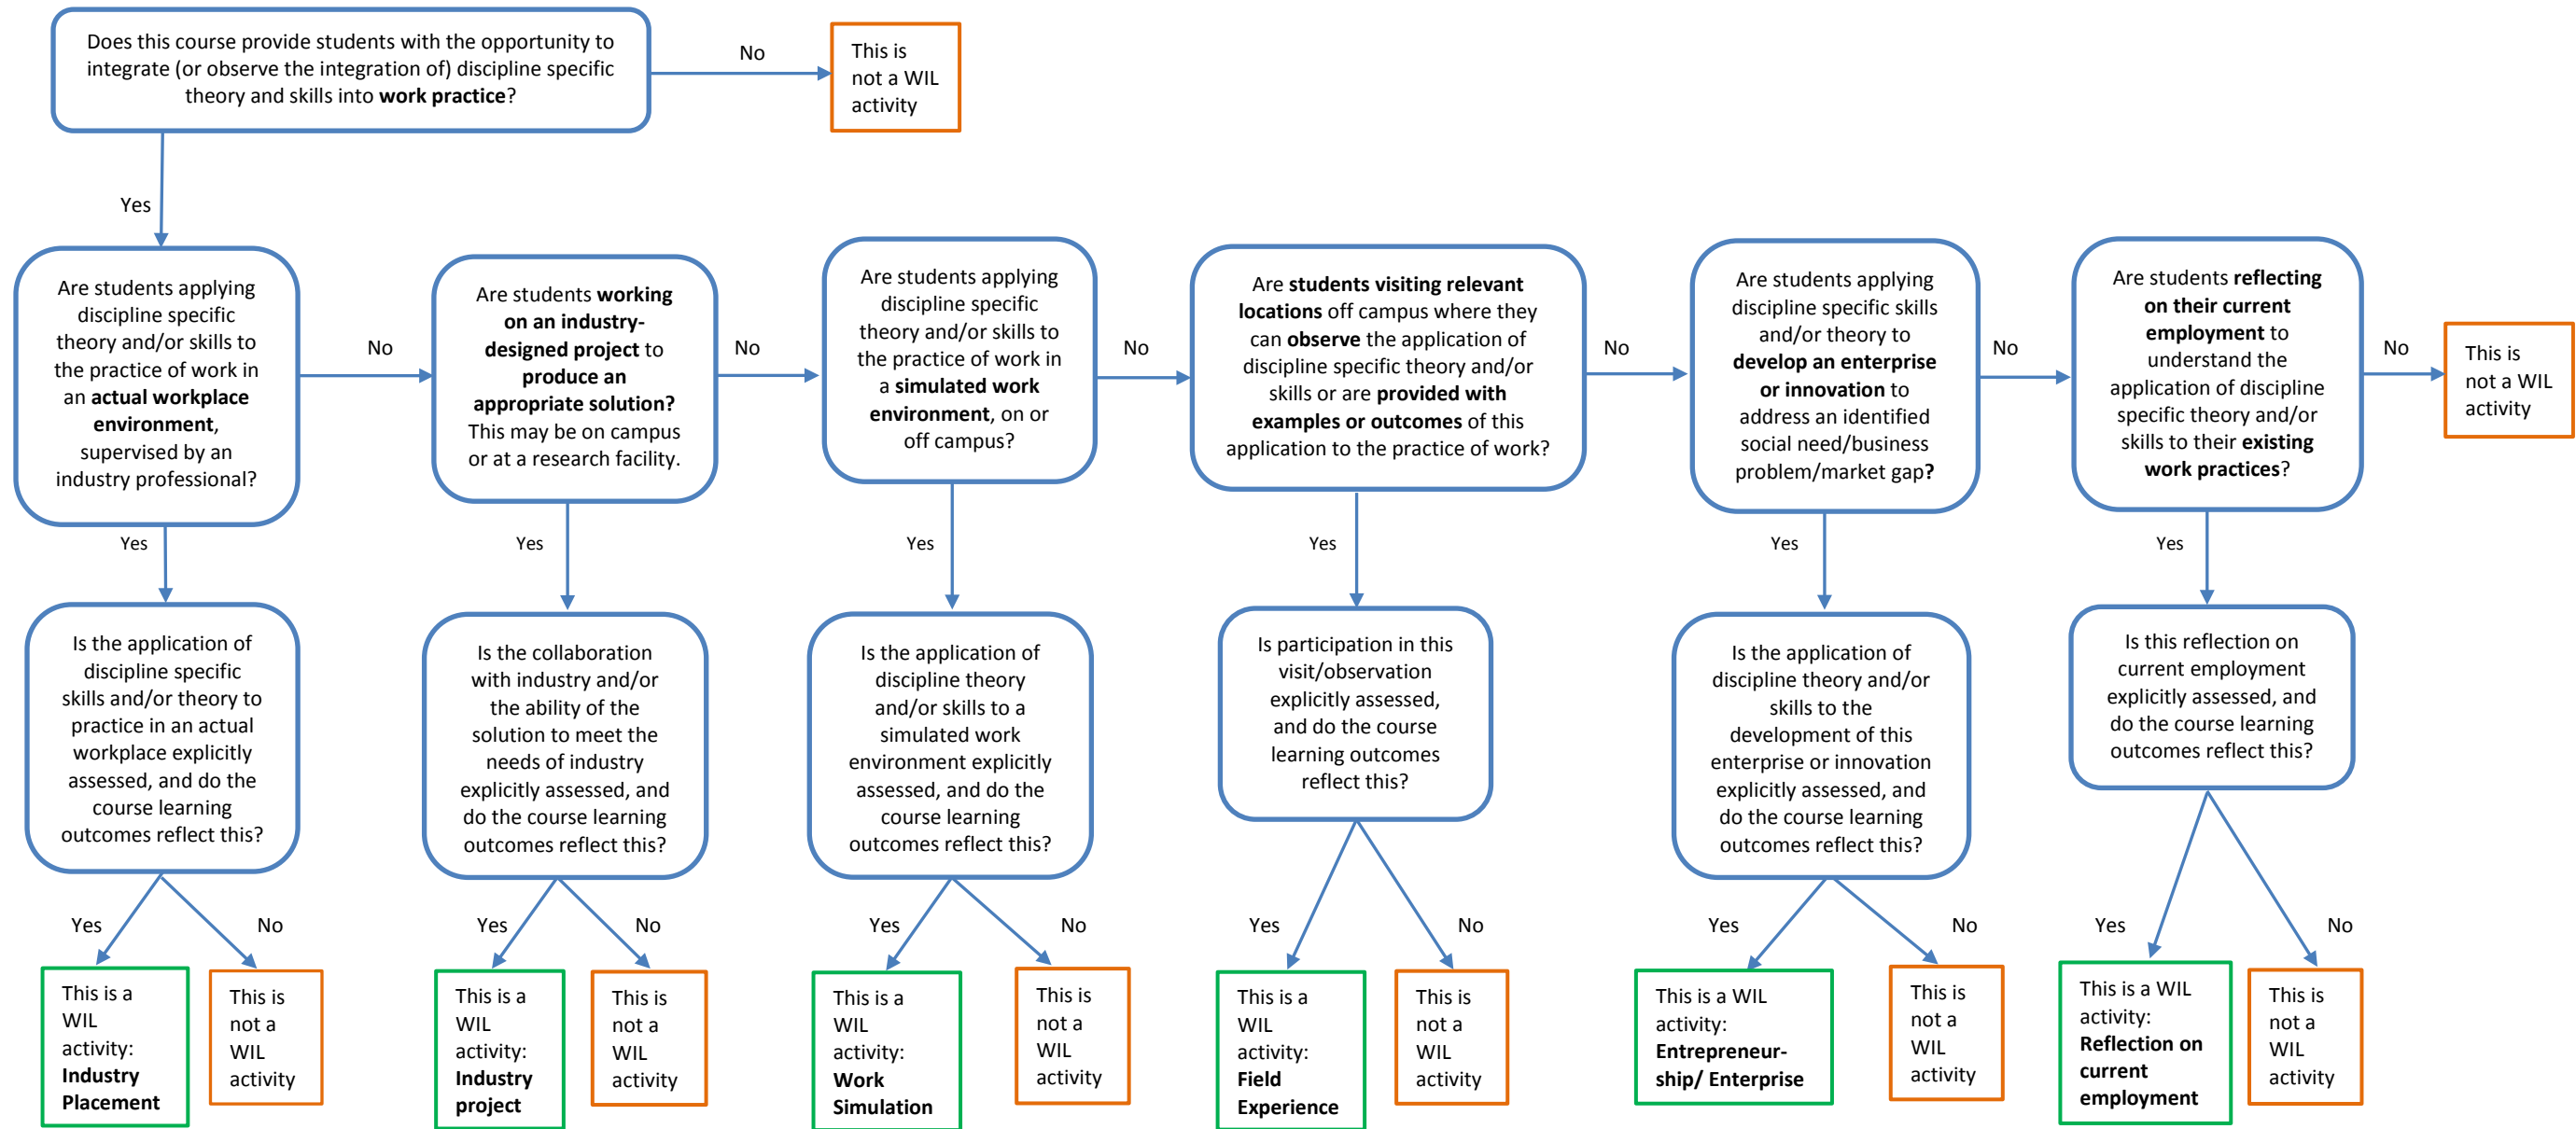 Does this course provide students with the opportunity to
integrate (or observe the integration of) discipline specific
theory and skills into work practice?
No
This is
not a WIL
activity
Yes
Are students applying
discipline specific
theory and/or skills to
the practice of work in
an actual workplace
environment,
supervised by an
industry professional?
No
Are students working
on an industry-
designed project to
produce an
appropriate solution?
This may be on campus
or at a research facility.
No
Are students applying
discipline specific
theory and/or skills to
the practice of work in
a simulated work
environment, on or
off campus?
No
Are students visiting relevant
locations off campus where they
can observe the application of
discipline specific theory and/or
skills or are provided with
examples or outcomes of this
application to the practice of work?
No
Are students applying
discipline specific skills
and/or theory to
develop an enterprise
or innovation to
address an identified
social need/business
problem/market gap?
No
Are students reflecting
on their current
employment to
understand the
application of discipline
specific theory and/or
skills to their existing
work practices?
No
This is
not a WIL
activity
Yes
Yes
Yes
Yes
Yes
Yes
Is the application of
discipline specific
skills and/or theory to
practice in an actual
workplace explicitly
assessed, and do the
course learning
outcomes reflect this?
Is the collaboration
with industry and/or
the ability of the
solution to meet the
needs of industry
explicitly assessed, and
do the course learning
outcomes reflect this?
Is the application of
discipline theory
and/or skills to a
simulated work
environment explicitly
assessed, and do the
course learning
outcomes reflect this?
Is participation in this
visit/observation
explicitly assessed,
and do the course
learning outcomes
reflect this?
Is the application of
discipline theory and/or
skills to the
development of this
enterprise or innovation
explicitly assessed, and
do the course learning
outcomes reflect this?
Is this reflection on
current employment
explicitly assessed, and
do the course learning
outcomes reflect this?
Yes
No
Yes
No
Yes
No
Yes
No
Yes
No
Yes
No
This is a
WIL
activity:
Industry
Placement
This is
not a
WIL
activity
This is a
WIL
activity:
Industry
project
This is
not a
WIL
activity
This is a
WIL
activity:
Work
Simulation
This is
not a
WIL
activity
This is a
WIL
activity:
Field
Experience
This is
not a
WIL
activity
This is a WIL
activity:
Entrepreneur-
ship/ Enterprise
This is
not a
WIL
activity
This is a WIL
activity:
Reflection on
current
employment
This is
not a
WIL
activity